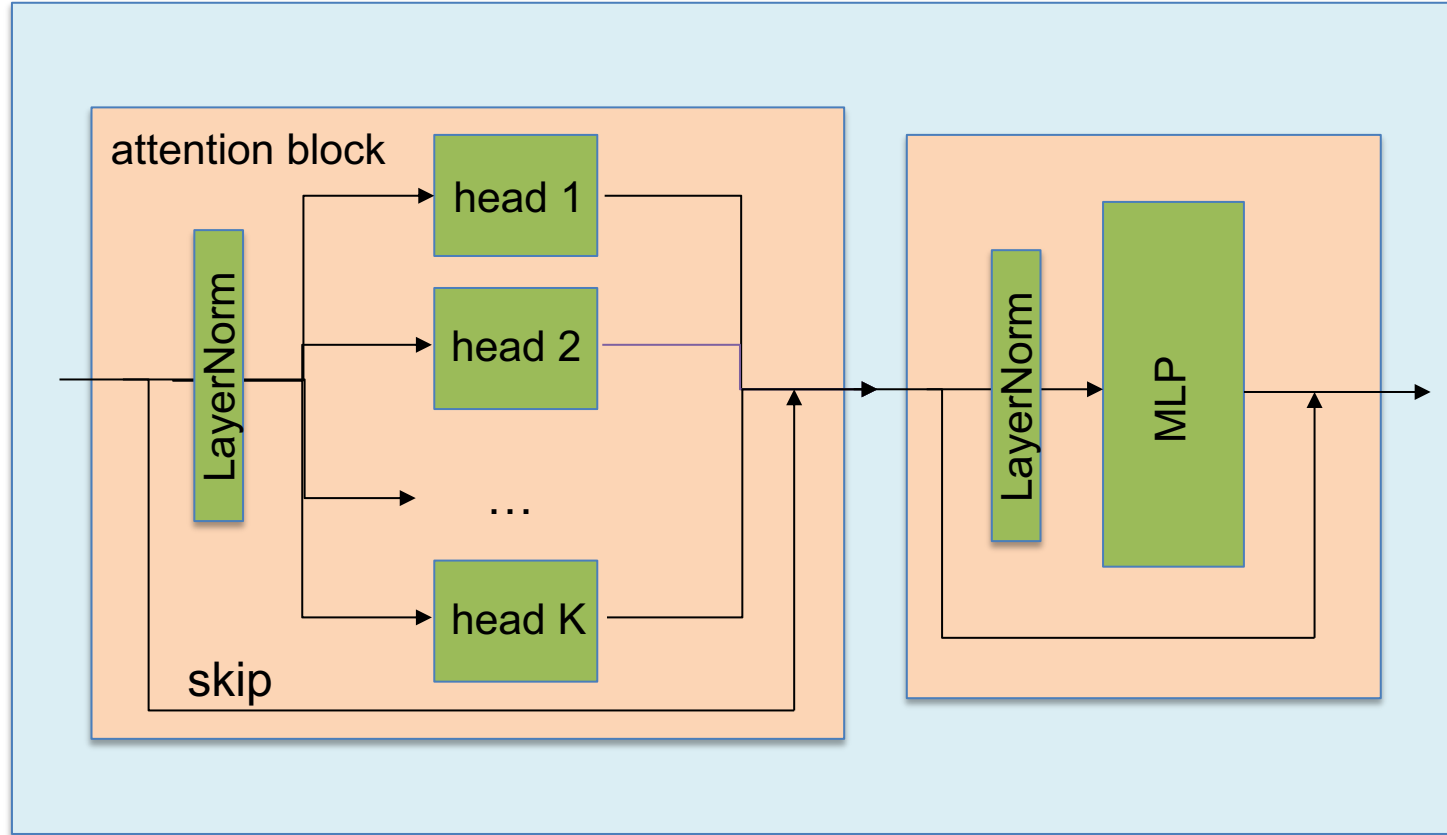 attention block
LayerNorm
head 1
head 2
…
head K
skip
LayerNorm
MLP